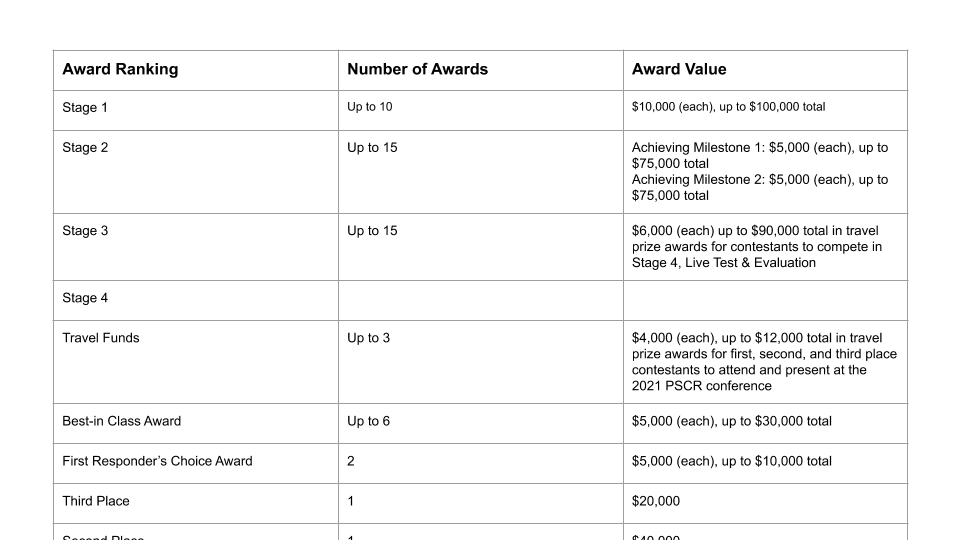 Award Ranking Number of Awards Award Value
Stage 1 Up to 10 $10,000 (each), up to $100,000 total
Stage 2 Up to 15 Achieving Milestone 1: $5,000 (each), up to
$75,000 total
Achieving Milestone 2: $5,000 (each), up to
$75,000 total
Stage 3 Up to 15 $6,000 (each) up to $90,000 total in travel
prize awards for contestants to compete in
Stage 4, Live Test & Evaluation
Stage 4
Travel Funds Up to 3 $4,000 (each), up to $12,000 total in travel
prize awards for first, second, and third place
contestants to attend and present at the
2021 PSCR conference
Best-in Class Award Up to 6 $5,000 (each), up to $30,000 total
First Responder’s Choice Award 2 $5,000 (each), up to $10,000 total
Third Place 1 $20,000
Second Place 1 $40,000